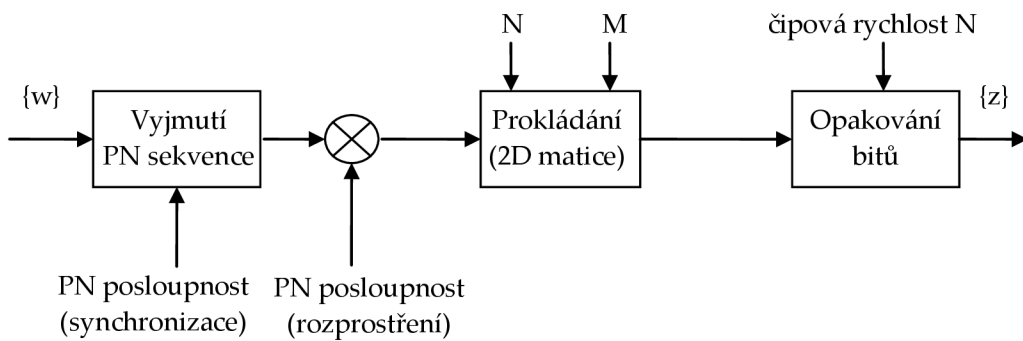 N
M
čipová rychlost N
{w}
Vyjmutí
PN sekvence
Prokládání
(2D matice)
Opakování
bitů
{z}
PN posloupnost
(synchronizace)
PN posloupnost
(rozprostření)